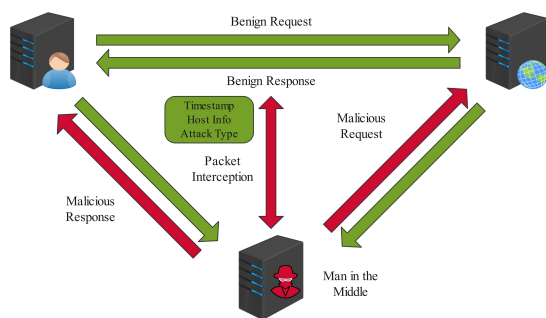 Benign Request
Benign Response
Timestamp
Host Info
Attack Type
Packet
Interception
Malicious
Request
Malicious
Response
Man in the
Middle